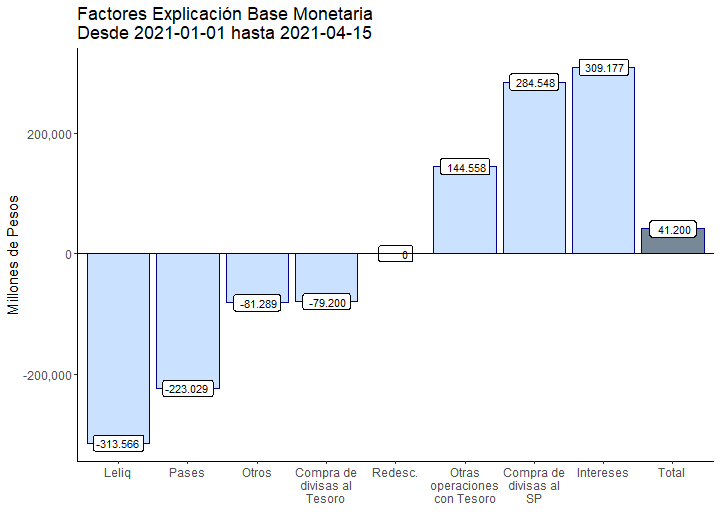 Factores Explicación Base Monetaria
Desde 2021-01-01 hasta 2021-04-15
Millones de Pesos
200,000
0
-200,000
-313.566
-223.029
-81.289
-79.200
0
144.558
284.548
309.177
41.200
Leliq
Pases
Otros
Compra de
divisas al
Tesoro
Redesc.
Otras
operaciones
con Tesoro
Compra de
divisas al
SP
Intereses
Total